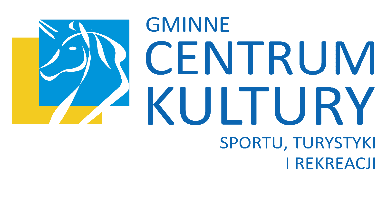 GMINNE
CENTRUM
KULTURY
SPORTU, TURYSTYKI
I REKREACJI